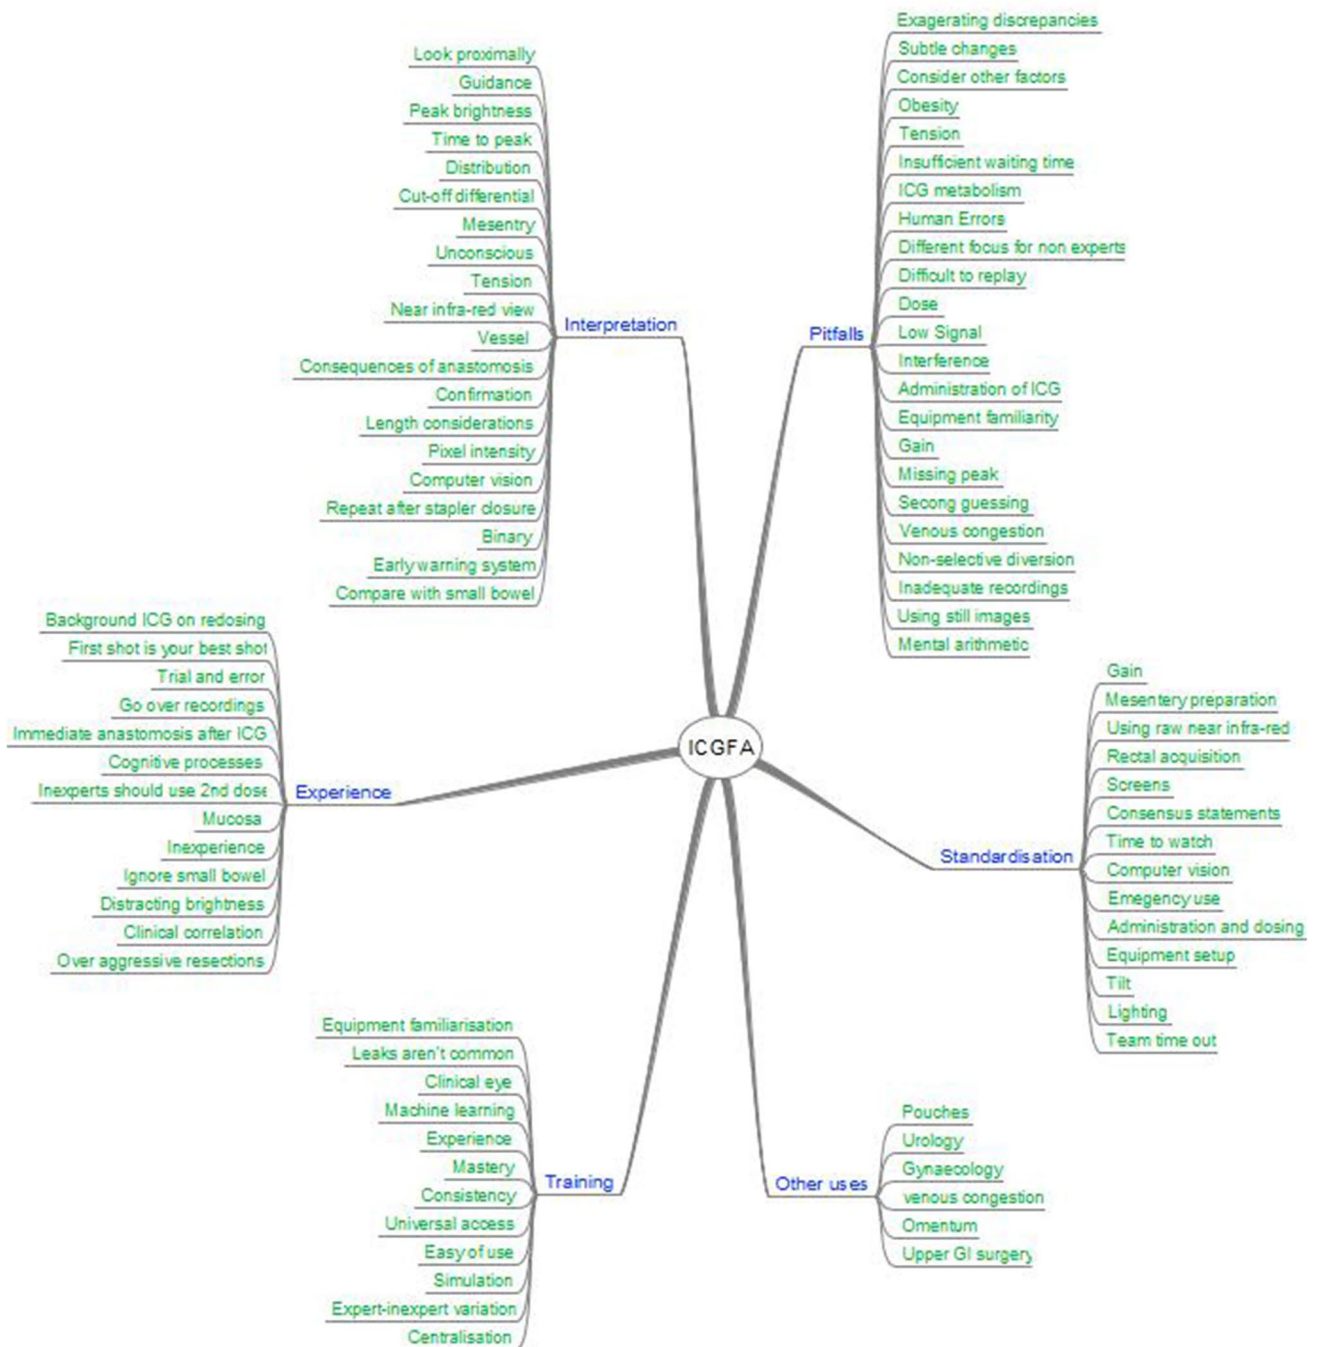 ICGFA
Interpretation
Look proximally
Guidance
Peak brightness
Time to peak
Distribution
Cut-off differential
Mesentry
Unconscious
Tension
Near infra-red view
Vessel
Consequences of anastomosis
Confirmation
Length considerations
Pixel intensity
Computer vision
Repeat after stapler closure
Binary
Early warning system
Compare with small bowel
Pitfalls
Exagerating discrepancies
Subtle changes
Consider other factors
Obesity
Tension
Insufficient waiting time
ICG metabolism
Human Errors
Different focus for non experts
Difficult to replay
Dose
Low Signal
Interference
Administration of ICG
Equipment familiarity
Gain
Missing peak
Secong guessing
Venous congestion
Non-selective diversion
Inadequate recordings
Using still images
Mental arithmetic
Experience
Background ICG on redosing
First shot is your best shot
Trial and error
Go over recordings
Immediate anastomosis after ICG
Cognitive processes
Inexperts should use 2nd dose
Mucosa
Inexperience
Ignore small bowel
Distracting brightness
Clinical correlation
Over aggressive resections
Standardisation
Gain
Mesentery preparation
Using raw near infra-red
Rectal acquisition
Screens
Consensus statements
Time to watch
Computer vision
Emegency use
Administration and dosing
Equipment setup
Tilt
Lighting
Team time out
Training
Equipment familiarisation
Leaks aren't common
Clinical eye
Machine learning
Experience
Mastery
Consistency
Universal access
Easy of use
Simulation
Expert-inexpert variation
Centralisation
Other uses
Pouches
Urology
Gynaecology
venous congestion
Omentum
Upper GI surgery